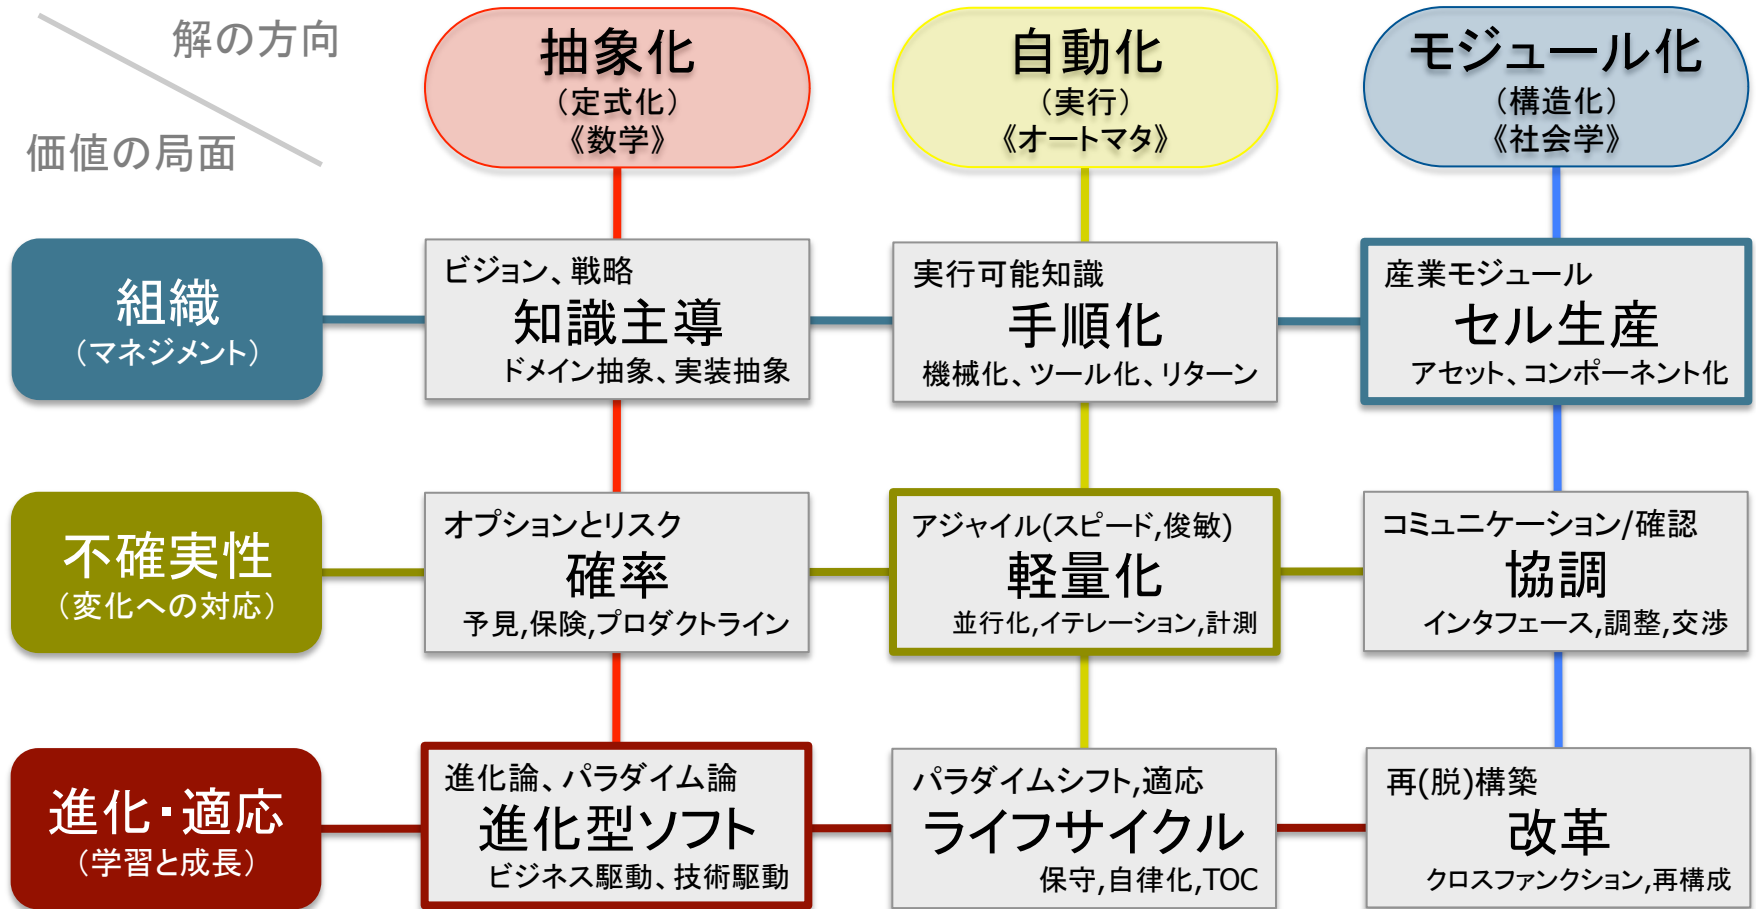 解の方向
価値の局面
抽象化
（定式化）
《数学》
自動化
（実行）
《オートマタ》
モジュール化
（構造化）
《社会学》
組織
（マネジメント）
ビジョン、戦略
知識主導
ドメイン抽象、実装抽象
実行可能知識
手順化
機械化、ツール化、リターン
産業モジュール
セル生産
アセット、コンポーネント化
不確実性
（変化への対応）
オプションとリスク
確率
予見,保険,プロダクトライン
アジャイル(スピード,俊敏)
軽量化
並行化,イテレーション,計測
コミュニケーション/確認
協調
インタフェース,調整,交渉
進化・適応
（学習と成長）
進化論、パラダイム論
進化型ソフト
ビジネス駆動、技術駆動
パラダイムシフト,適応
ライフサイクル
保守,自律化,TOC
再(脱)構築
改革
クロスファンクション,再構成